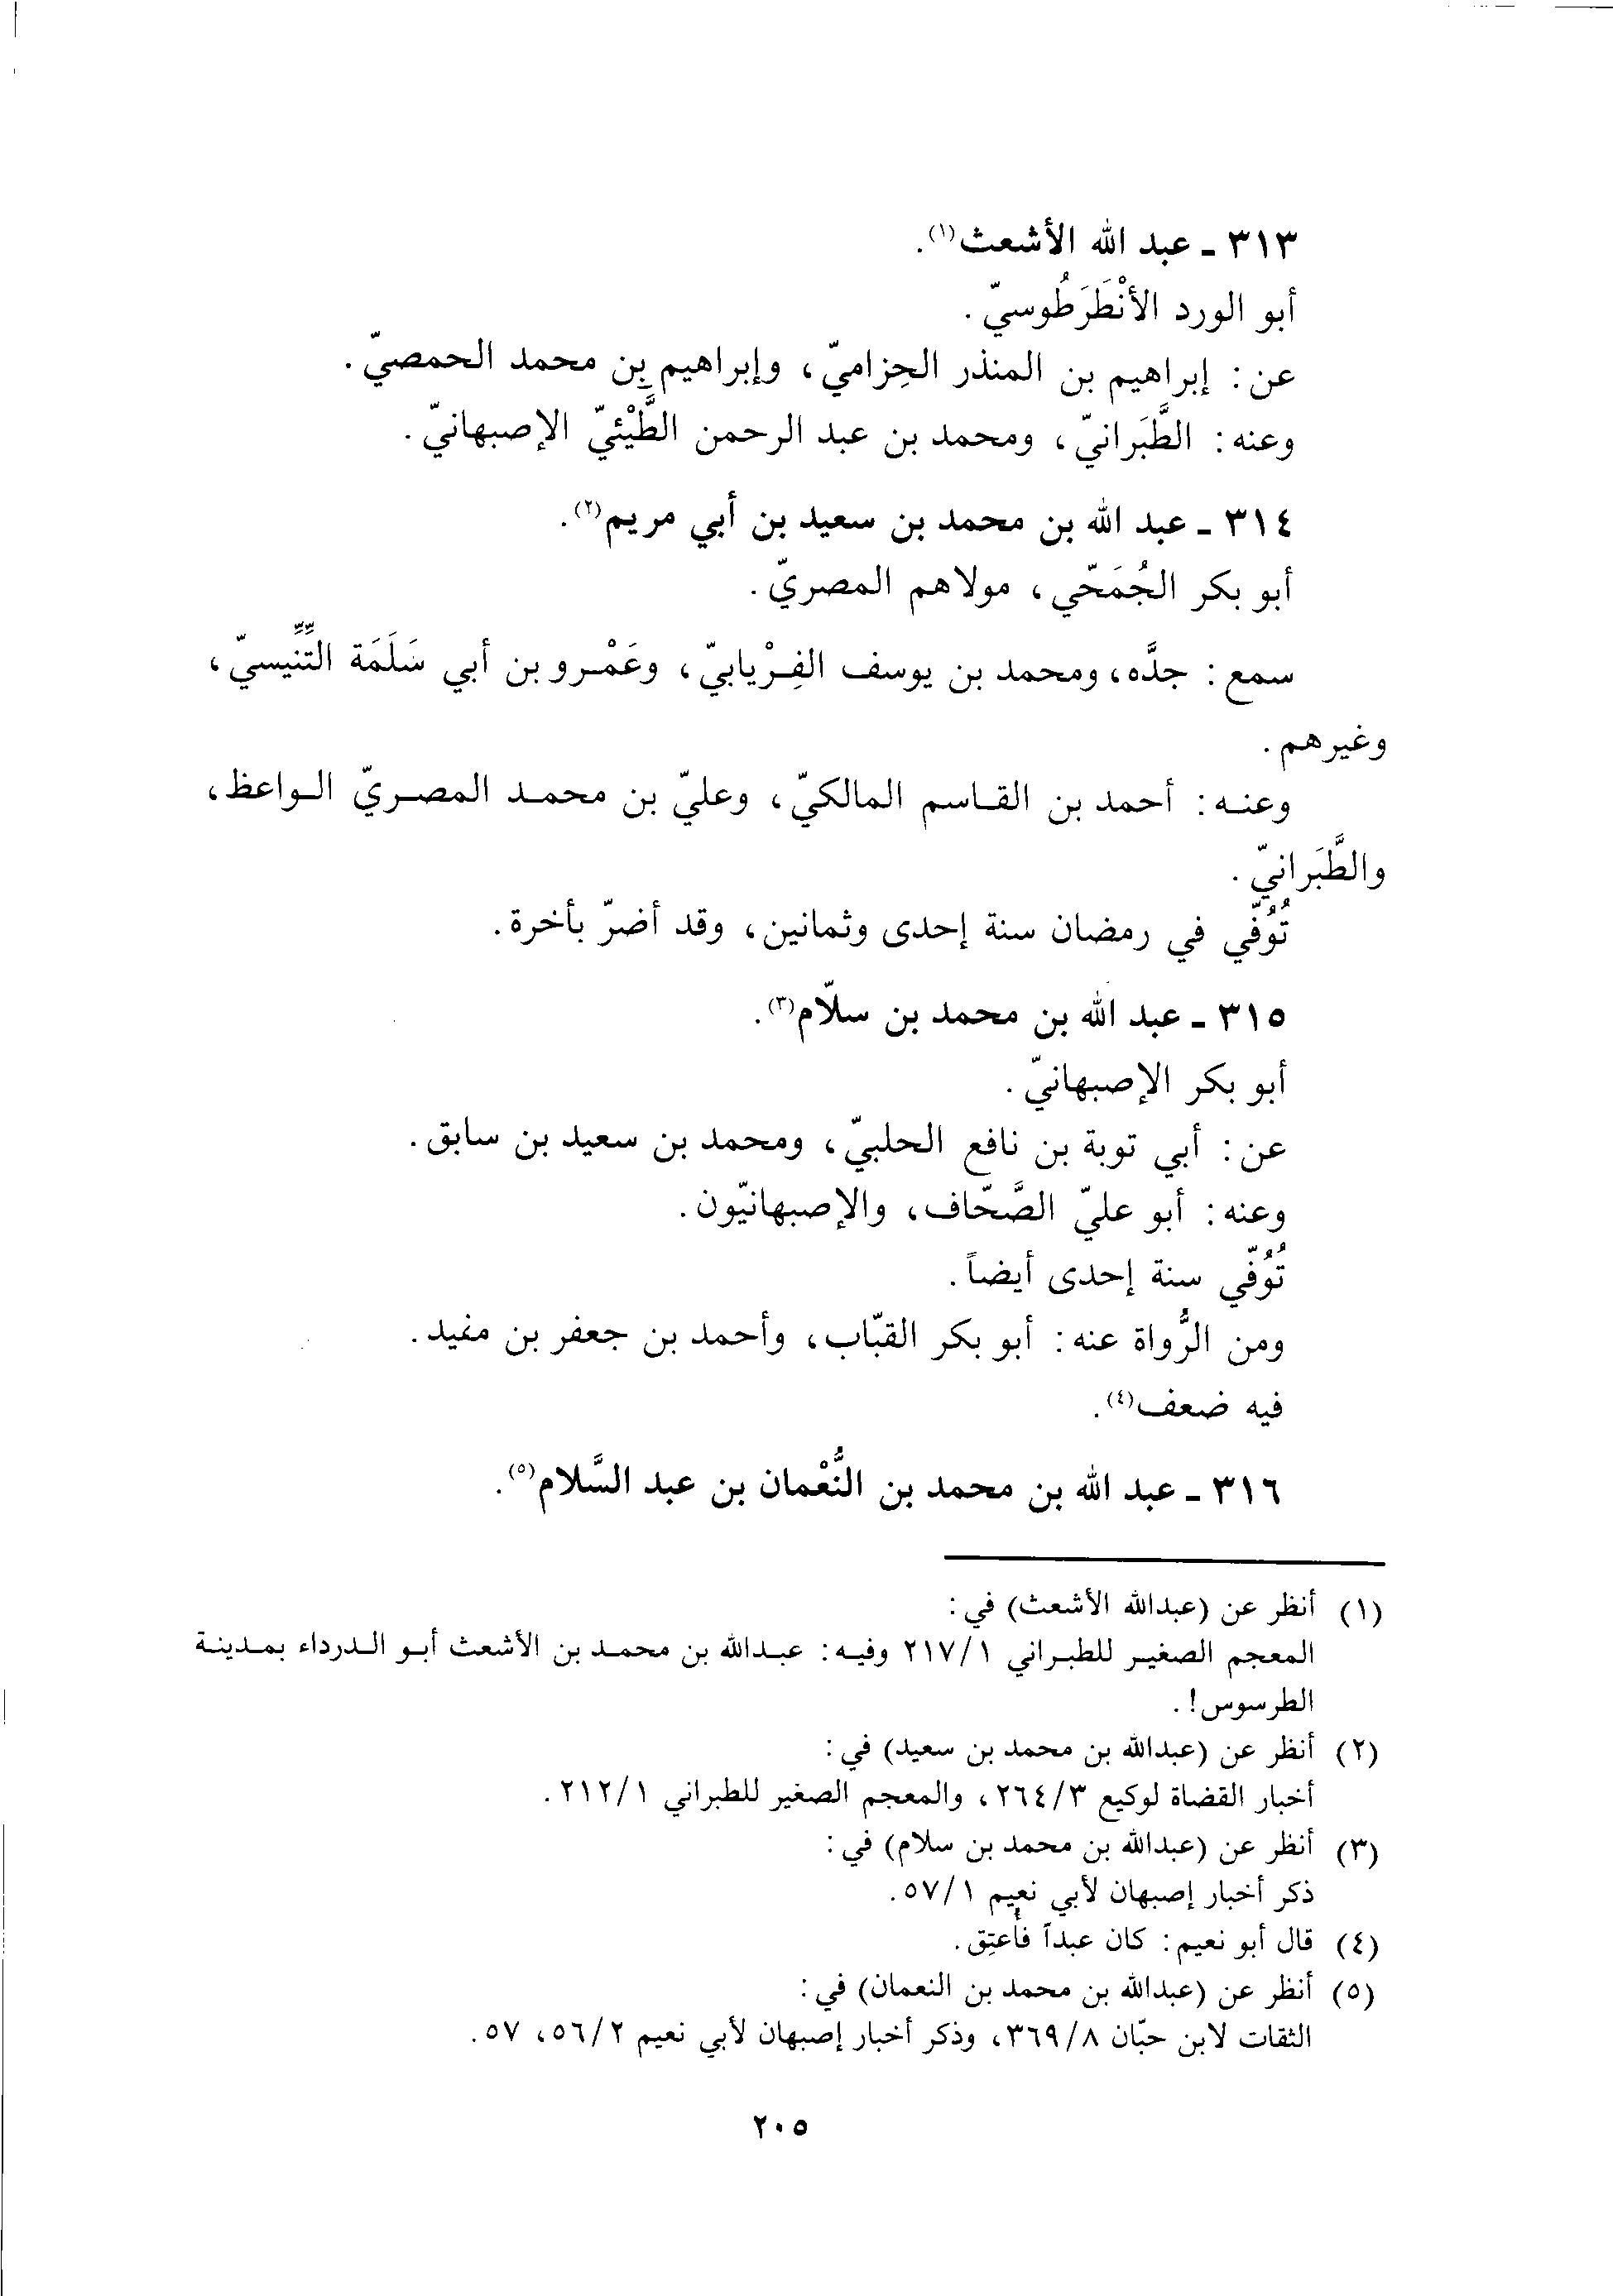 ٣١٣ ـ عبد الله الأشعث(١).
أبو الورد الأنْطَرَطُوسيّ.
عن: إبراهيم بن المنذر الحِزاميّ، وإبراهيم بن محمد الحمصيّ.
وعنه: الطَّبَرانيّ، ومحمد بن عبد الرحمن الطَّيْئيّ الإصبهانيّ.
٣١٤ ـ عبد الله بن محمد بن سعيد بن أبي مريم(٢).
أبو بكر الجُمَحّي، مولاهم المصريّ.
سمع: جدَّه، ومحمد بن يوسف الفِرْيابيّ، وعَمْرو بن أبي سَلَمَة التِّنِّيسيّ،
وغيرهم.
وعنه: أحمد بن القاسم المالكيّ، وعليّ بن محمد المصريّ الواعظ،
والطَّبَرانيّ.
تُوُفّي في رمضان سنة إحدى وثمانين، وقد أضرّ بأخرة.
٣١٥ ـ عبد الله بن محمد بن سلّام(٣).
أبو بكر الإصبهانيّ.
عن: أبي توبة بن نافع الحلبيّ، ومحمد بن سعيد بن سابق.
وعنه: أبو عليّ الصَّحّاف، والإصبهانيّون.
تُوُفّي سنة إحدى أيضاً.
ومن الرُّواة عنه: أبو بكر القبّاب، وأحمد بن جعفر بن مفيد.
فيه ضعف(٤).
٣١٦ ـ عبد الله بن محمد بن النُّعْمان بن عبد السَّلام(٥).
(١) أنظر عن (عبدالله الأشعث) في:
المعجم الصغير للطبراني ٢١٧/١ وفيه: عبدالله بن محمد بن الأشعث أبو الدرداء بمدينة
الطرسوس!.
(٢) أنظر عن (عبدالله بن محمد بن سعيد) في:
أخبار القضاة لوكيع ٢٦٤/٣، والمعجم الصغير للطبراني ٢١٢/١.
(٣) أنظر عن (عبدالله بن محمد بن سلام) في:
ذكر أخبار إصبهان لأبي نعيم ٥٧/١.
(٤) قال أبو نعيم: كان عبداً فأُعتِق.
(٥) أنظر عن (عبدالله بن محمد بن النعمان) في:
الثقات لابن حبّان ٣٦٩/٨، وذكر أخبار إصبهان لأبي نعيم ٥٦/٢، ٥٧.
٢٠٥